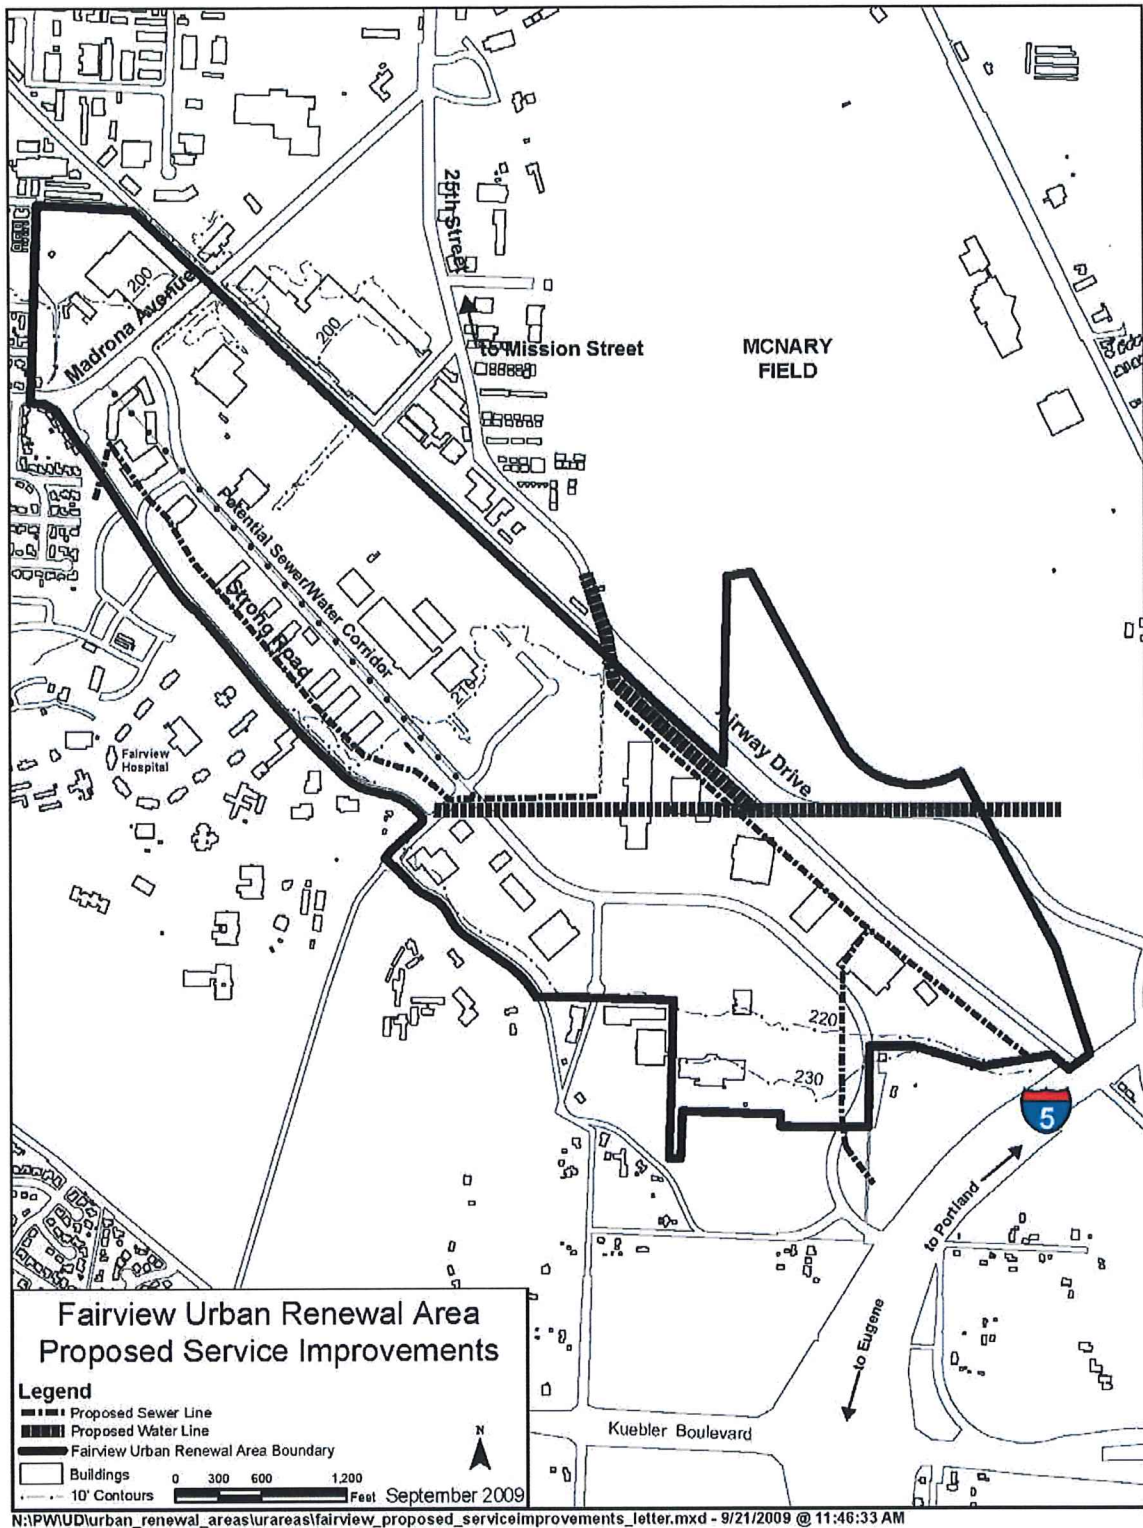 25th Street
200
Madrona Avenue
200
to Mission Street
MCNARY
FIELD
Potential Sewer/Water Corridor
Strong Road
210
Airway Drive
Fairview
Hospital
220
230
5
to Portland
to Eugene
Kuebler Boulevard
Fairview Urban Renewal Area
Proposed Service Improvements
Legend
Proposed Sewer Line
Proposed Water Line
Fairview Urban Renewal Area Boundary
Buildings
10' Contours
0 300 600 1,200
Feet
N
September 2009
N:\PW\UD\urban_renewal_areas\urareas\fairview_proposed_serviceimprovements_letter.mxd - 9/21/2009 @ 11:46:33 AM